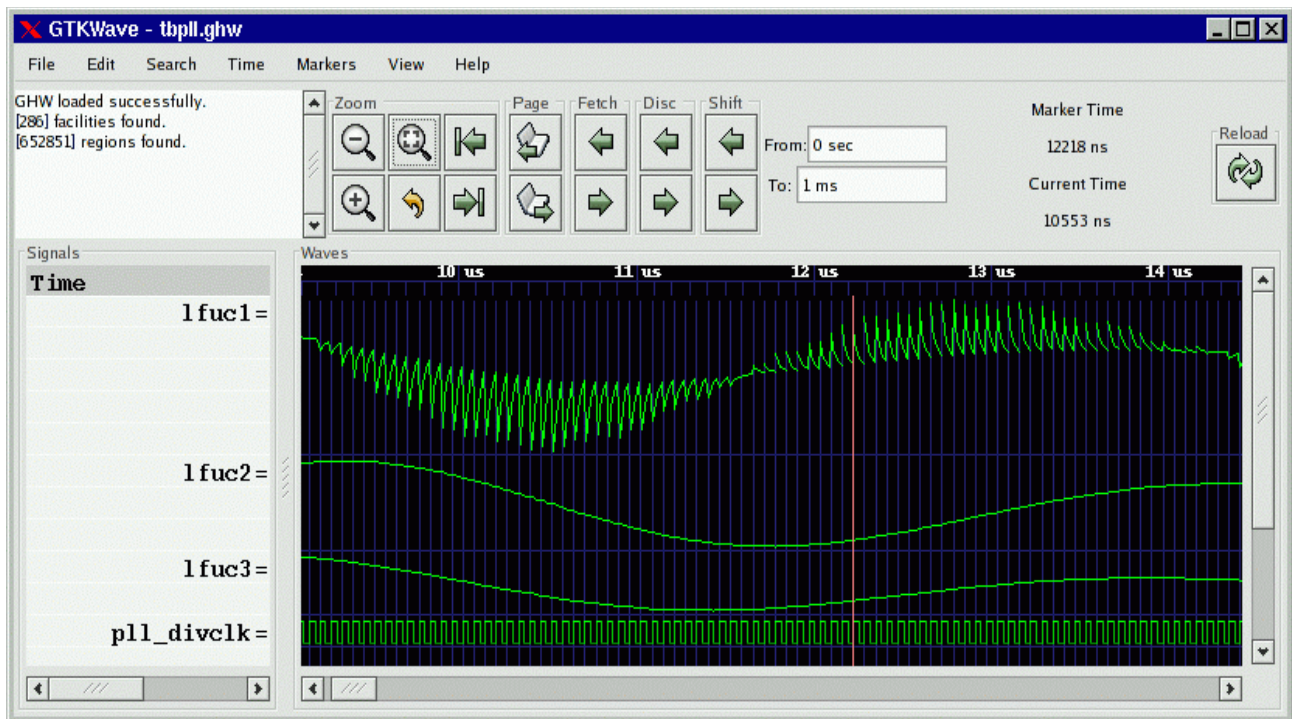 GTKWave - tbpll.ghw
File Edit Search Time Markers View Help
GHW loaded successfully.
[286] facilities found.
[652851] regions found.
Zoom Page Fetch Disc Shift
From: 0 sec
To: 1 ms
Marker Time
12218 ns
Current Time
10553 ns
Reload
Signals
Time
lfuc1=
lfuc2=
lfuc3=
pll_divclk=
Waves
10 us 11 us 12 us 13 us 14 us